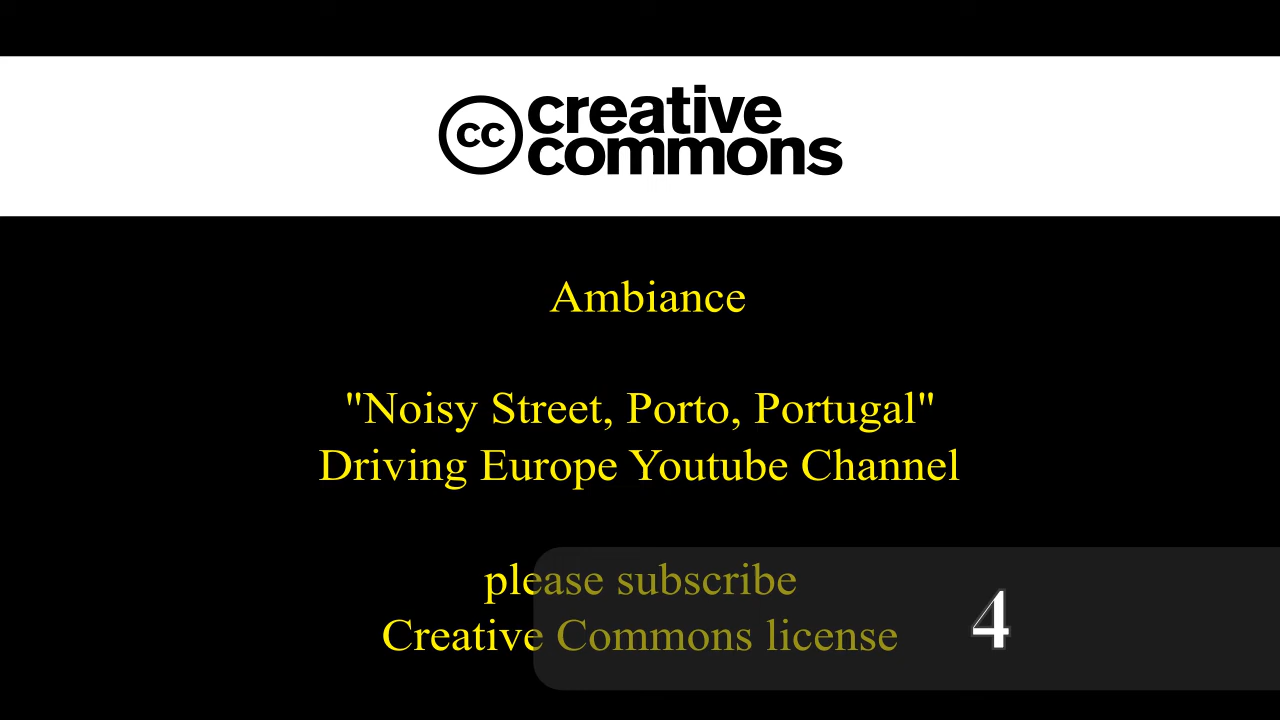 cc creative
commons
Ambiance
"Noisy Street, Porto, Portugal"
Driving Europe Youtube Channel
please subscribe
Creative Commons license
4